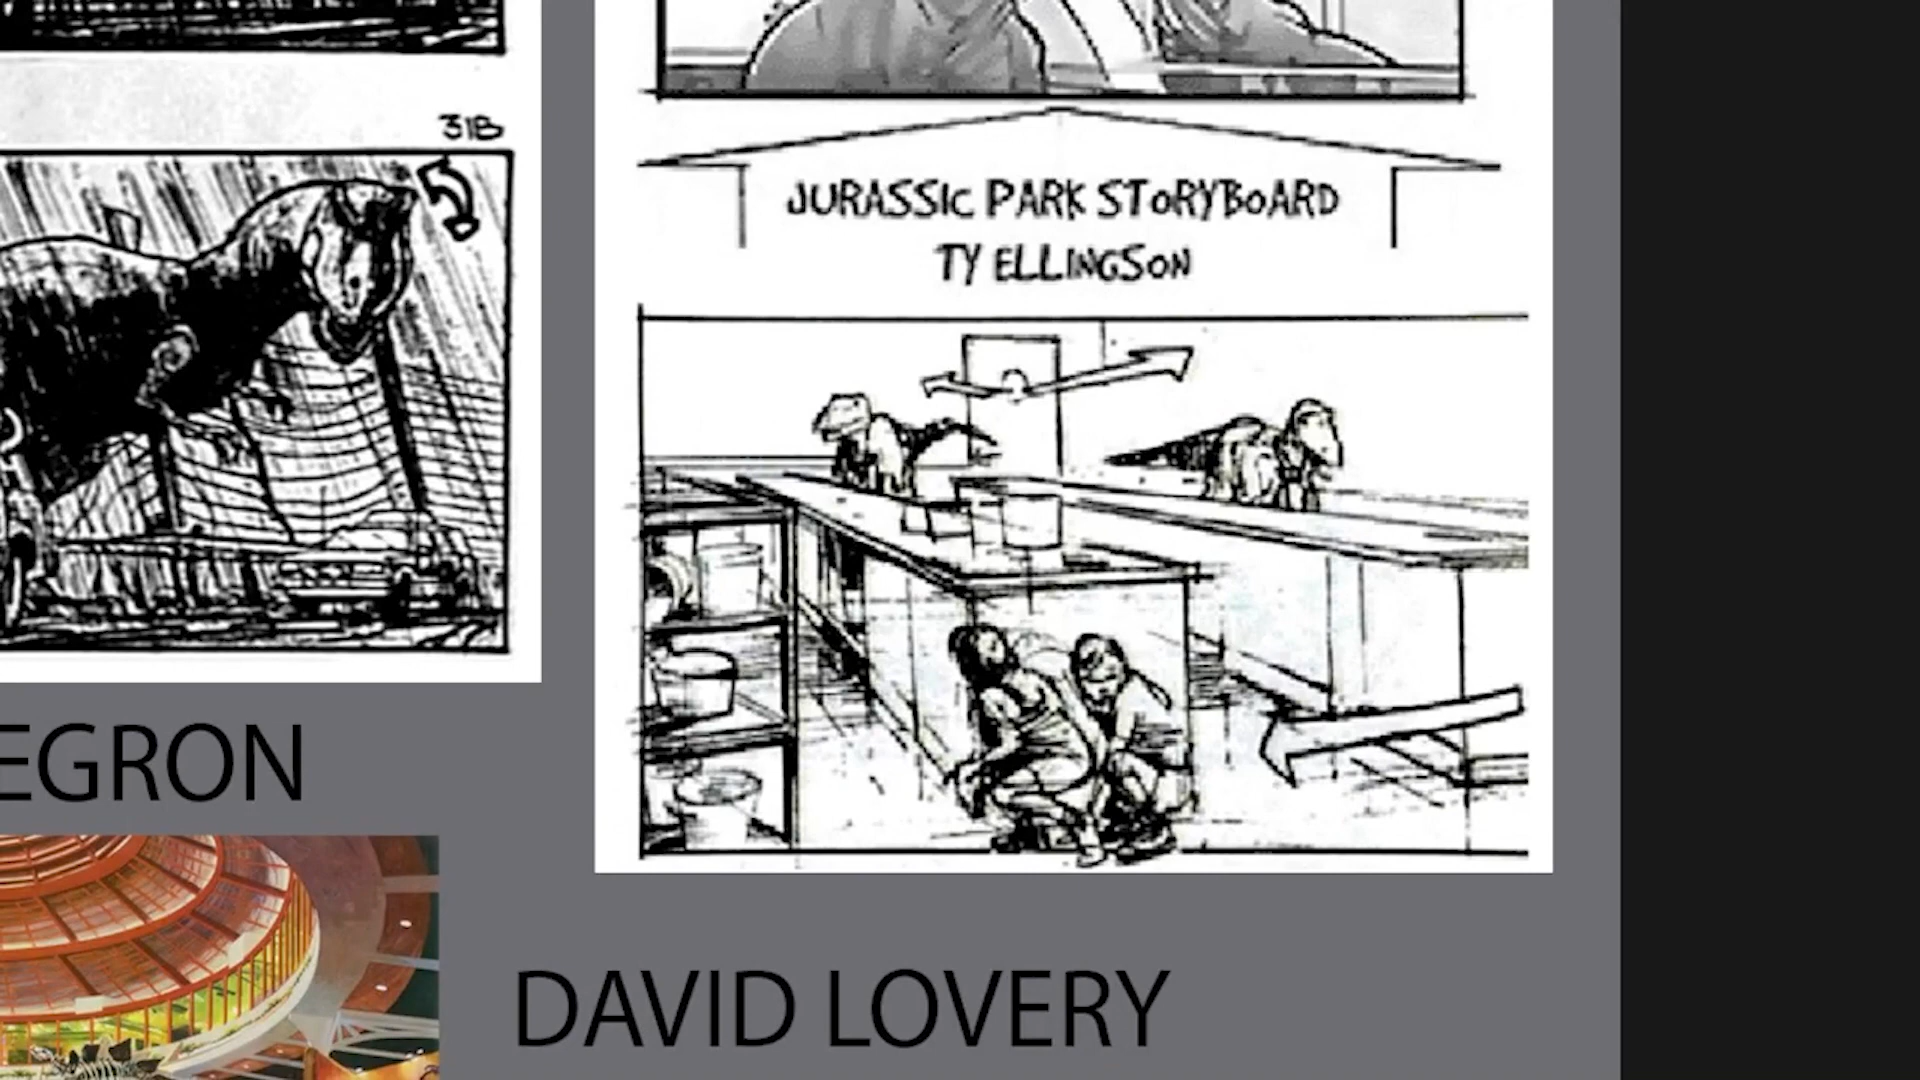 31B
JURASSIC PARK STORYBOARD
TY ELLINGSON
EGRON
DAVID LOVERY